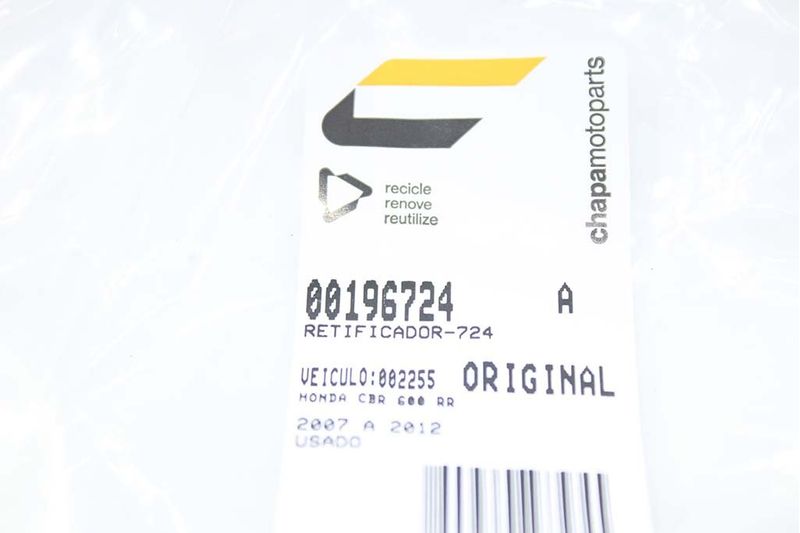 chapamotoparts
recicle
renove
reutilize
00196724 A
RETIFICADOR-724
VEICULO:002255 ORIGINAL
HONDA CBR 600 RR
2007 A 2012
USADO